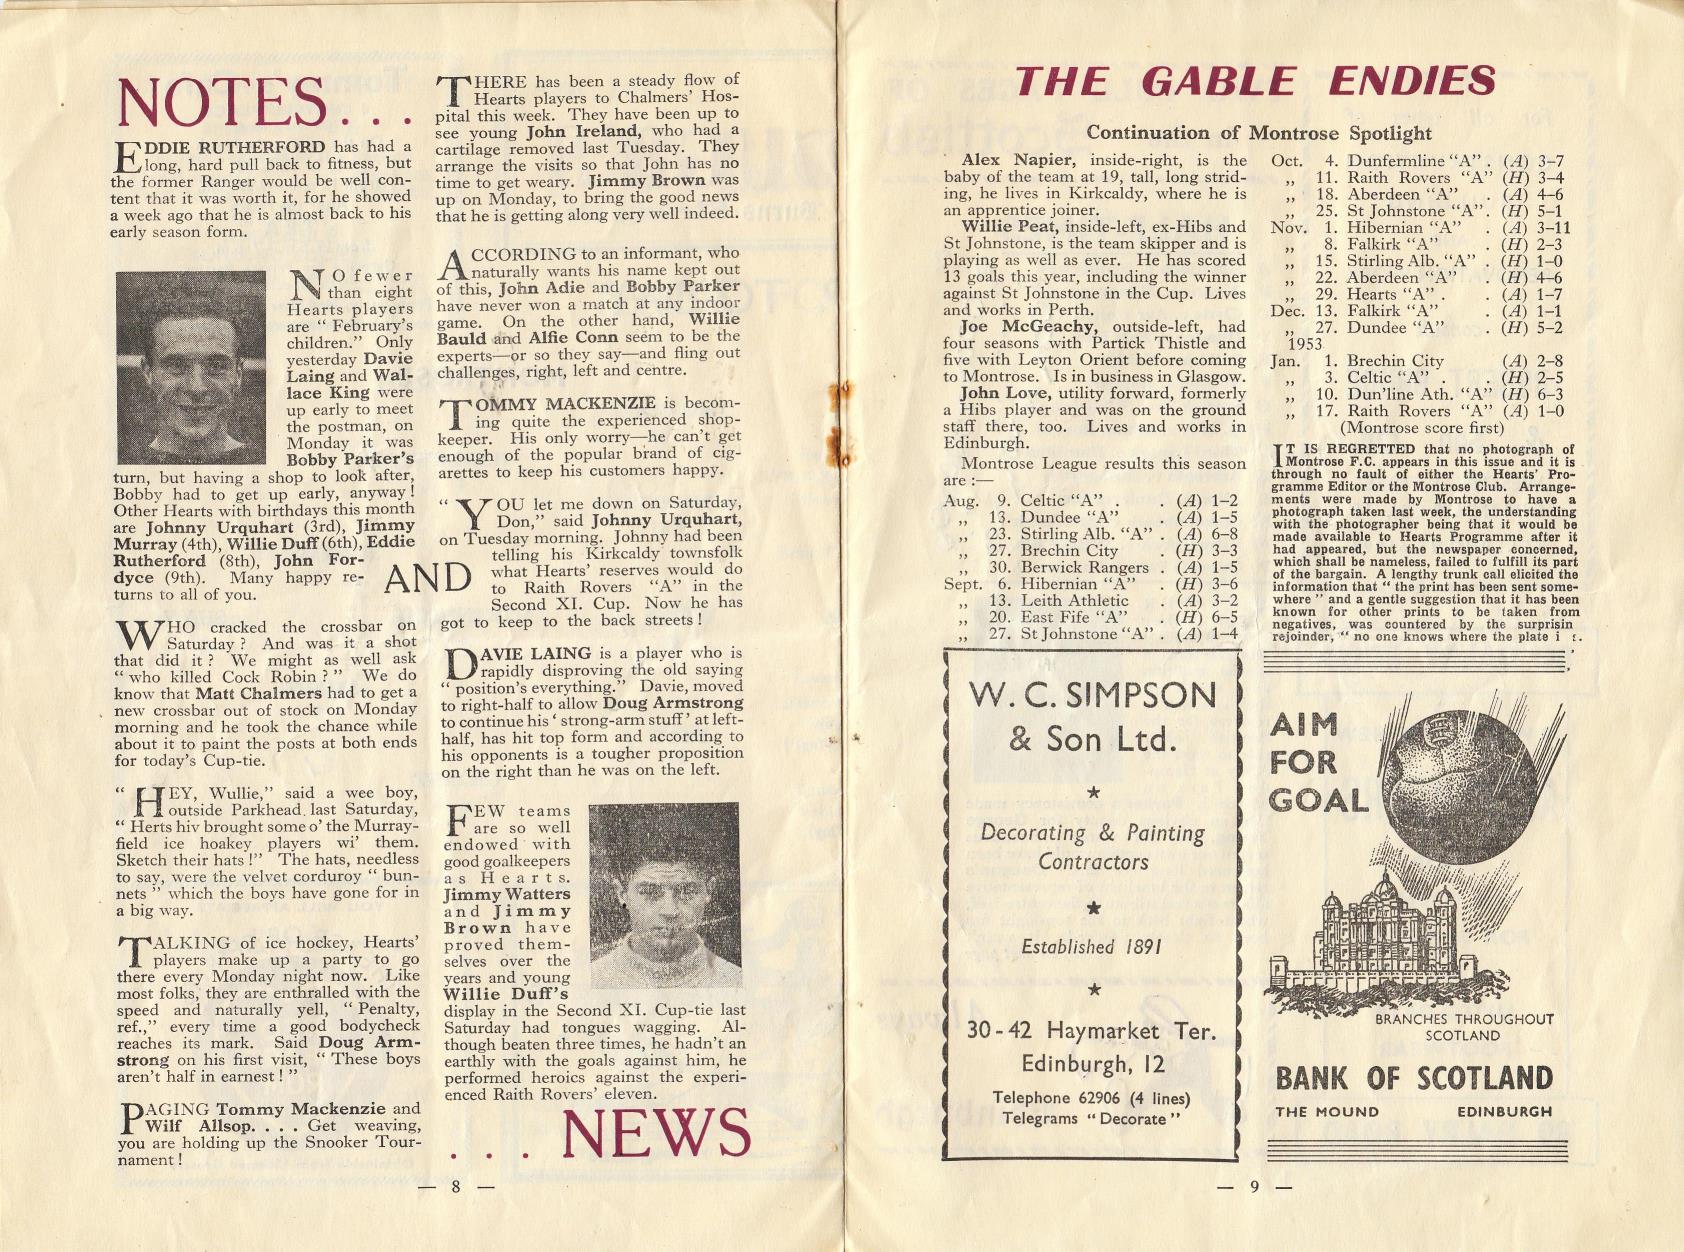 NOTES...
EDDIE RUTHERFORD has had a
long, hard pull back to fitness, but
the former Ranger would be well con-
tent that it was worth it, for he showed
a week ago that he is almost back to his
early season form.
NO fewer
than eight
Hearts players
are " February's
children." Only
yesterday Davie
Laing and Wal-
lace King were
up early to meet
the postman, on
Monday it was
Bobby Parker's
turn, but having a shop to look after,
Bobby had to get up early, anyway!
Other Hearts with birthdays this month
are Johnny Urquhart (3rd), Jimmy
Murray (4th), Willie Duff (6th), Eddie
Rutherford (8th), John For-
dyce (9th). Many happy re-
turns to all of you.
WHO cracked the crossbar on
Saturday? And was it a shot
that did it? We might as well ask
" who killed Cock Robin ? " We do
know that Matt Chalmers had to get a
new crossbar out of stock on Monday
morning and he took the chance while
about it to paint the posts at both ends
for today's Cup-tie.
" HEY, Wullie," said a wee boy,
outside Parkhead last Saturday,
" Herts hiv brought some o' the Murray-
field ice hoakey players wi' them.
Sketch their hats !" The hats, needless
to say, were the velvet corduroy " bun-
nets " which the boys have gone for in
a big way.
TALKING of ice hockey, Hearts'
players make up a party to go
there every Monday night now. Like
most folks, they are enthralled with the
speed and naturally yell, " Penalty,
ref.," every time a good bodycheck
reaches its mark. Said Doug Arm-
strong on his first visit, " These boys
aren't half in earnest ! "
PAGING Tommy Mackenzie and
Wilf Allsop. . . . Get weaving,
you are holding up the Snooker Tour-
nament !
THERE has been a steady flow of
Hearts players to Chalmers' Hos-
pital this week. They have been up to
see young John Ireland, who had a
cartilage removed last Tuesday. They
arrange the visits so that John has no
time to get weary. Jimmy Brown was
up on Monday, to bring the good news
that he is getting along very well indeed.
ACCORDING to an informant, who
naturally wants his name kept out
of this, John Adie and Bobby Parker
have never won a match at any indoor
game. On the other hand, Willie
Bauld and Alfie Conn seem to be the
experts—or so they say—and fling out
challenges, right, left and centre.
TOMMY MACKENZIE is becom-
ing quite the experienced shop-
keeper. His only worry—he can't get
enough of the popular brand of cig-
arettes to keep his customers happy.
" YOU let me down on Saturday,
Don," said Johnny Urquhart,
on Tuesday morning. Johnny had been
telling his Kirkcaldy townsfolk
what Hearts' reserves would do
to Raith Rovers "A" in the
Second XI. Cup. Now he has
got to keep to the back streets !
AND
DAVIE LAING is a player who is
rapidly disproving the old saying
" position's everything." Davie, moved
to right-half to allow Doug Armstrong
to continue his ' strong-arm stuff ' at left-
half, has hit top form and according to
his opponents is a tougher proposition
on the right than he was on the left.
FEW teams
are so well
endowed with
good goalkeepers
as Hearts.
Jimmy Watters
and Jimmy
Brown have
proved them-
selves over the
years and young
Willie Duff's
display in the Second XI. Cup-tie last
Saturday had tongues wagging. Al-
though beaten three times, he hadn't an
earthly with the goals against him, he
performed heroics against the experi-
enced Raith Rovers' eleven.
. . . NEWS
— 8 —
THE GABLE ENDIES
Continuation of Montrose Spotlight
Alex Napier, inside-right, is the
baby of the team at 19, tall, long strid-
ing, he lives in Kirkcaldy, where he is
an apprentice joiner.
Willie Peat, inside-left, ex-Hibs and
St Johnstone, is the team skipper and is
playing as well as ever. He has scored
13 goals this year, including the winner
against St Johnstone in the Cup. Lives
and works in Perth.
Joe McGeachy, outside-left, had
four seasons with Partick Thistle and
five with Leyton Orient before coming
to Montrose. Is in business in Glasgow.
John Love, utility forward, formerly
a Hibs player and was on the ground
staff there, too. Lives and works in
Edinburgh.
Montrose League results this season
are :—
Aug. 9. Celtic "A" . . (A) 1–2
,, 13. Dundee "A" . (A) 1–5
,, 23. Stirling Alb. "A" . (A) 6–8
,, 27. Brechin City . (H) 3–3
,, 30. Berwick Rangers . (A) 1–5
Sept. 6. Hibernian "A" . (H) 3–6
,, 13. Leith Athletic . (A) 3–2
,, 20. East Fife "A" . (H) 6–5
,, 27. St Johnstone "A" . (A) 1–4
Oct. 4. Dunfermline "A" . (A) 3–7
,, 11. Raith Rovers "A" (H) 3–4
,, 18. Aberdeen "A" . (A) 4–6
,, 25. St Johnstone "A" . (H) 5–1
Nov. 1. Hibernian "A" . (A) 3–11
,, 8. Falkirk "A" . (H) 2–3
,, 15. Stirling Alb. "A" . (H) 1–0
,, 22. Aberdeen "A" . (H) 4–6
,, 29. Hearts "A" . . (A) 1–7
Dec. 13. Falkirk "A" . (A) 1–1
,, 27. Dundee "A" . (H) 5–2
1953
Jan. 1. Brechin City (A) 2–8
,, 3. Celtic "A" . . (H) 2–5
,, 10. Dun'line Ath. "A" (H) 6–3
,, 17. Raith Rovers "A" (A) 1–0
(Montrose score first)
IT IS REGRETTED that no photograph of
Montrose F.C. appears in this issue and it is
through no fault of either the Hearts' Pro-
gramme Editor or the Montrose Club. Arrange-
ments were made by Montrose to have a
photograph taken last week, the understanding
with the photographer being that it would be
made available to Hearts Programme after it
had appeared, but the newspaper concerned,
which shall be nameless, failed to fulfill its part
of the bargain. A lengthy trunk call elicited the
information that " the print has been sent some-
where " and a gentle suggestion that it has been
known for other prints to be taken from
negatives, was countered by the surprisin
rejoinder, " no one knows where the plate i
W. C. SIMPSON
& Son Ltd.
★
Decorating & Painting
Contractors
★
Established 1891
★
30-42 Haymarket Ter.
Edinburgh, 12
Telephone 62906 (4 lines)
Telegrams " Decorate "
AIM
FOR
GOAL
BRANCHES THROUGHOUT
SCOTLAND
BANK OF SCOTLAND
THE MOUND EDINBURGH
— 9 —